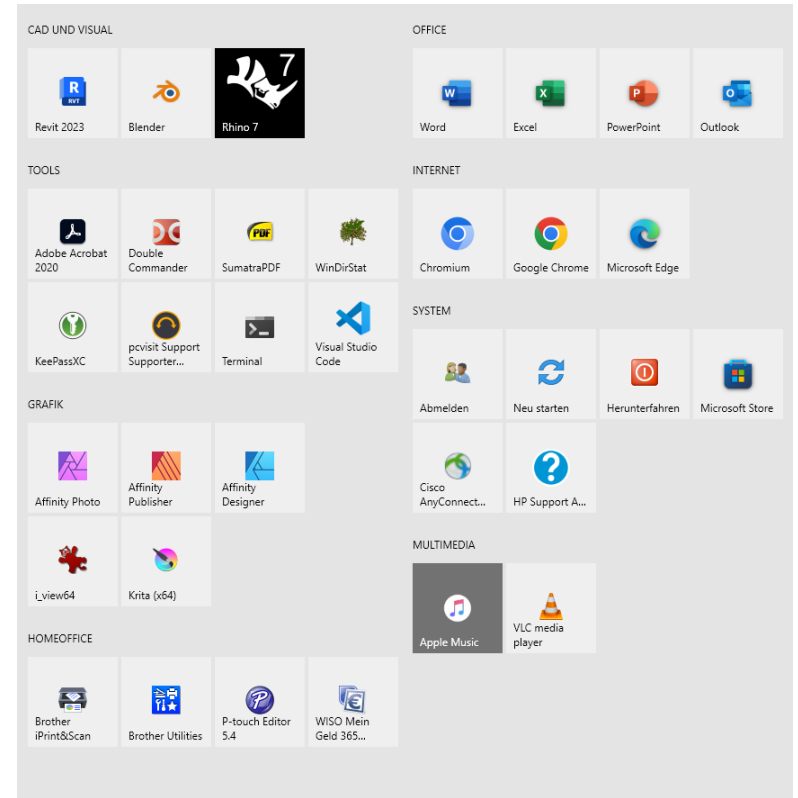 CAD UND VISUAL
R
RVT
Revit 2023
Blender
7
Rhino 7
TOOLS
Adobe Acrobat
2020
Double
Commander
PDF
SumatraPDF
WinDirStat
KeePassXC
pcvisit Support
Supporter...
Terminal
Visual Studio
Code
GRAFIK
Affinity Photo
Affinity
Publisher
Affinity
Designer
i_view64
Krita (x64)
HOMEOFFICE
Brother
iPrint&Scan
Brother Utilities
P
P-touch Editor
5.4
€
WISO Mein
Geld 365...
OFFICE
W
Word
X
Excel
P
PowerPoint
O
Outlook
INTERNET
Chromium
Google Chrome
Microsoft Edge
SYSTEM
Abmelden
Neu starten
Herunterfahren
Microsoft Store
Cisco
AnyConnect...
?
HP Support A...
MULTIMEDIA
Apple Music
VLC media
player